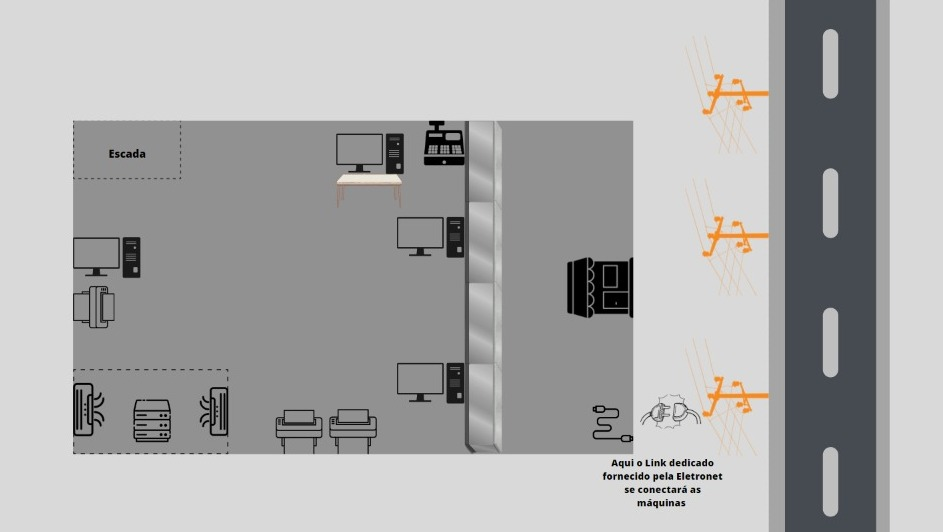 Escada
Aqui o Link dedicado
fornecido pela Eletronet
se conectará as
máquinas